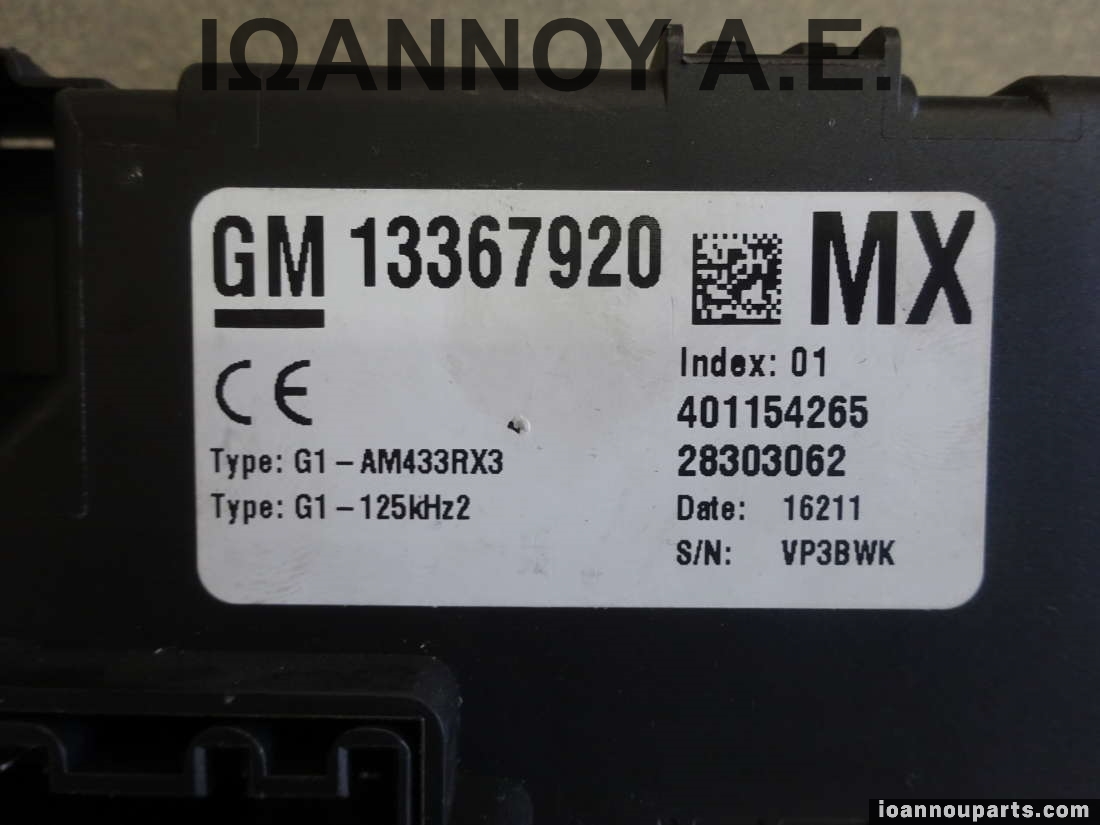 ΙΩΑΝΝΟΥ Α.Ε.
GM 13367920 MX
CE
Index: 01
401154265
Type: G1-AM433RX3
28303062
Type: G1-125kHz2
Date: 16211
S/N: VP3BWK
ioannouparts.com